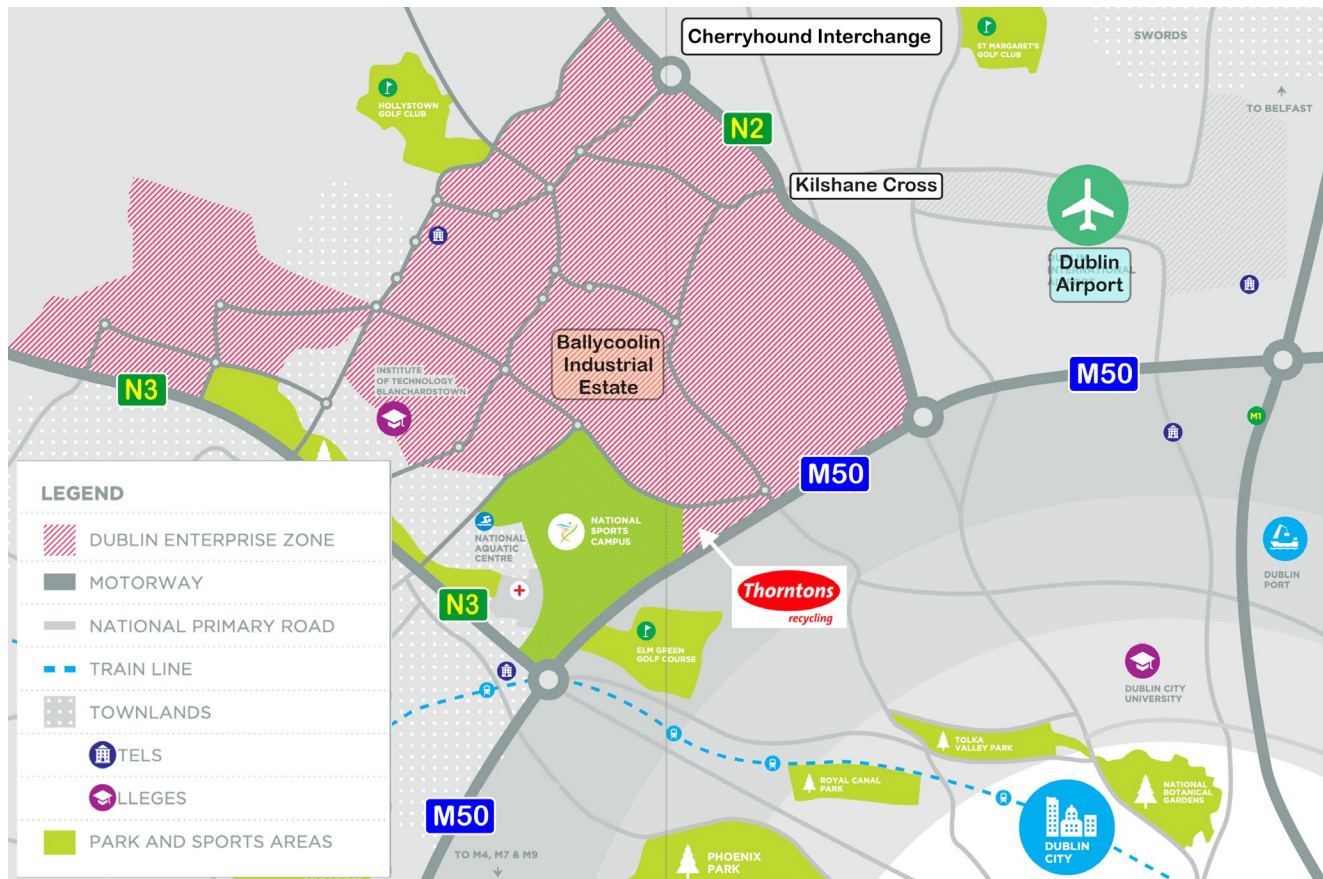 Cherryhound Interchange
ST MARGARET'S
GOLF CLUB
SWORDS
TO BELFAST
HOLLYSTOWN
GOLF CLUB
N2
Kilshane Cross
Dublin
Airport
Ballycoolin
Industrial
Estate
INSTITUTE
OF TECHNOLOGY
BLANCHARDSTOWN
N3
M50
M1
M50
LEGEND
DUBLIN ENTERPRISE ZONE
MOTORWAY
NATIONAL PRIMARY ROAD
TRAIN LINE
TOWNLANDS
TELS
LLEGES
PARK AND SPORTS AREAS
NATIONAL
SPORTS
CAMPUS
NATIONAL
AQUATIC
CENTRE
N3
Thorntons
recycling
DUBLIN
PORT
ELM GREEN
GOLF COURSE
DUBLIN CITY
UNIVERSITY
TOLKA
VALLEY PARK
ROYAL CANAL
PARK
NATIONAL
BOTANICAL
GARDENS
M50
TO M4, M7 & M9
PHOENIX
PARK
DUBLIN
CITY